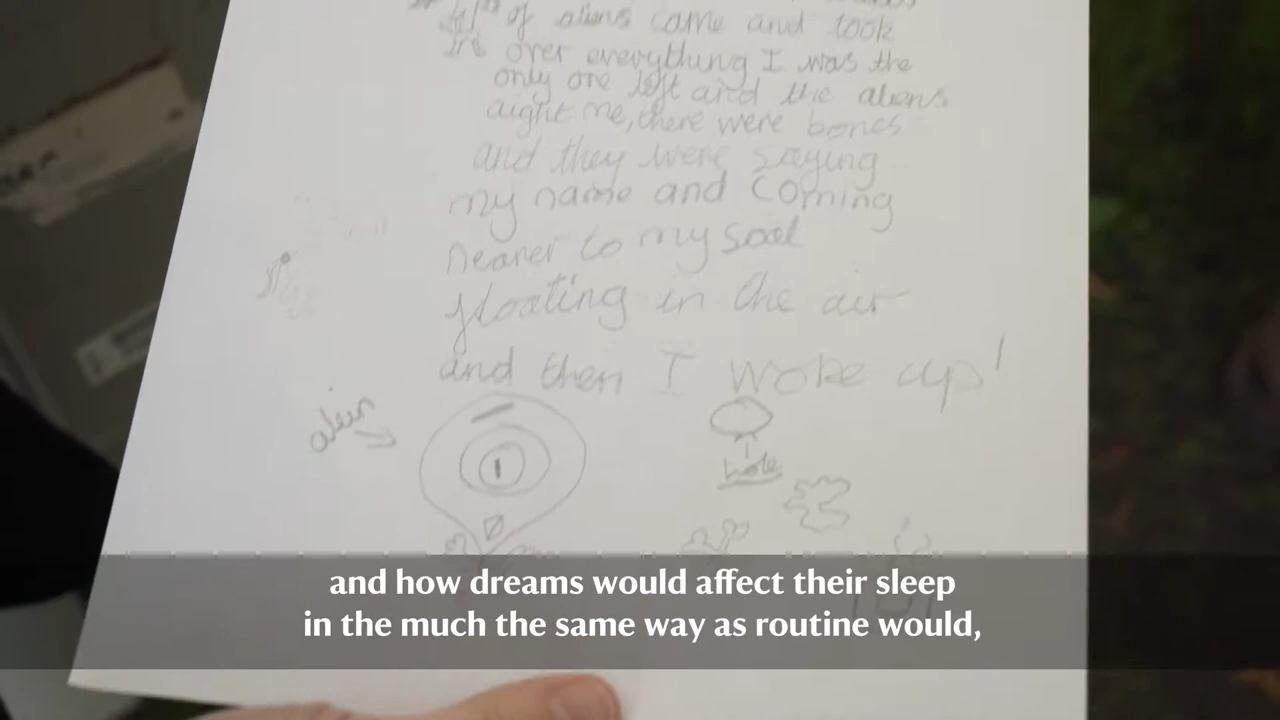 of aliens came and took
over everything I was the
only one left and the aliens
aught me, there were bones
and they were saying
my name and coming
nearer to my soal
floating in the air
and then I woke up!
alein
hole
and how dreams would affect their sleep
in the much the same way as routine would,